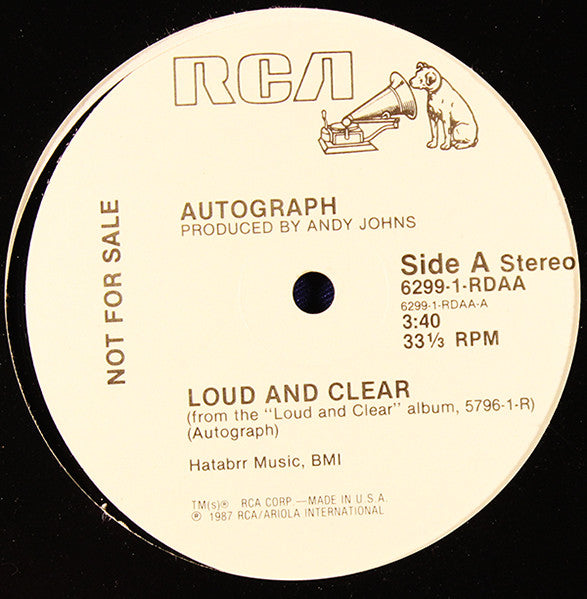 RCA
NOT FOR SALE
AUTOGRAPH
PRODUCED BY ANDY JOHNS
Side A Stereo
6299-1-RDAA
6299-1-RDAA-A
3:40
33⅓ RPM
LOUD AND CLEAR
(from the "Loud and Clear" album, 5796-1-R)
(Autograph)
Hatabrr Music, BMI
TM(s)® RCA CORP —MADE IN U.S.A.
℗ 1987 RCA/ARIOLA INTERNATIONAL